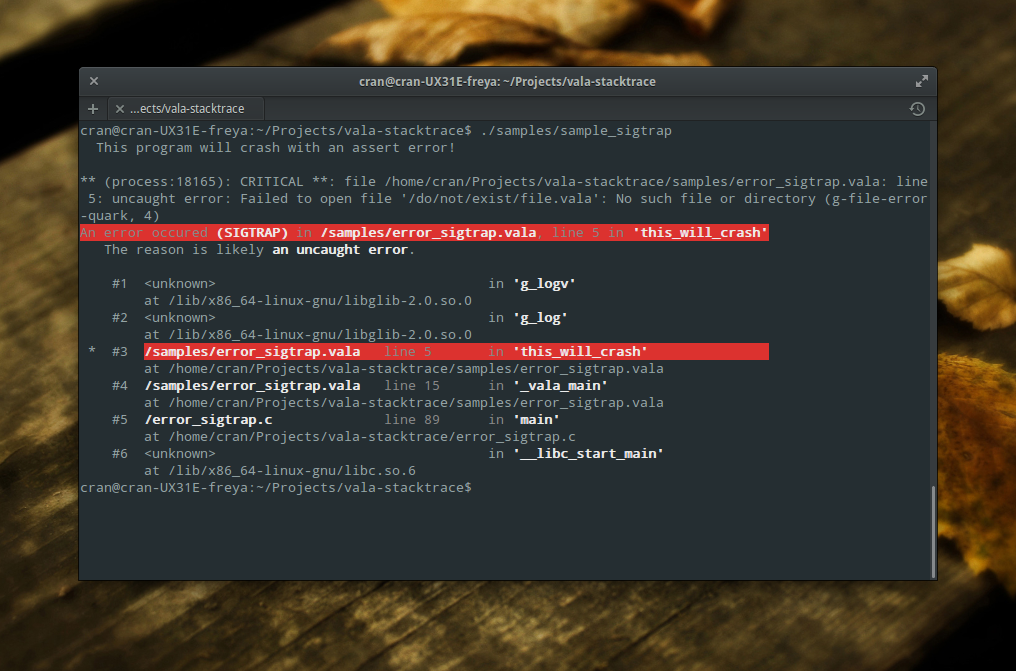 cran@cran-UX31E-freya: ~/Projects/vala-stacktrace
...ects/vala-stacktrace
cran@cran-UX31E-freya:~/Projects/vala-stacktrace$ ./samples/sample_sigtrap
This program will crash with an assert error!
** (process:18165): CRITICAL **: file /home/cran/Projects/vala-stacktrace/samples/error_sigtrap.vala: line
5: uncaught error: Failed to open file '/do/not/exist/file.vala': No such file or directory (g-file-error
-quark, 4)
An error occured (SIGTRAP) in /samples/error_sigtrap.vala, line 5 in 'this_will_crash'
The reason is likely an uncaught error.
#1 <unknown> in 'g_logv'
at /lib/x86_64-linux-gnu/libglib-2.0.so.0
#2 <unknown> in 'g_log'
at /lib/x86_64-linux-gnu/libglib-2.0.so.0
* #3 /samples/error_sigtrap.vala line 5 in 'this_will_crash'
at /home/cran/Projects/vala-stacktrace/samples/error_sigtrap.vala
#4 /samples/error_sigtrap.vala line 15 in '_vala_main'
at /home/cran/Projects/vala-stacktrace/samples/error_sigtrap.vala
#5 /error_sigtrap.c line 89 in 'main'
at /home/cran/Projects/vala-stacktrace/error_sigtrap.c
#6 <unknown> in '__libc_start_main'
at /lib/x86_64-linux-gnu/libc.so.6
cran@cran-UX31E-freya:~/Projects/vala-stacktrace$